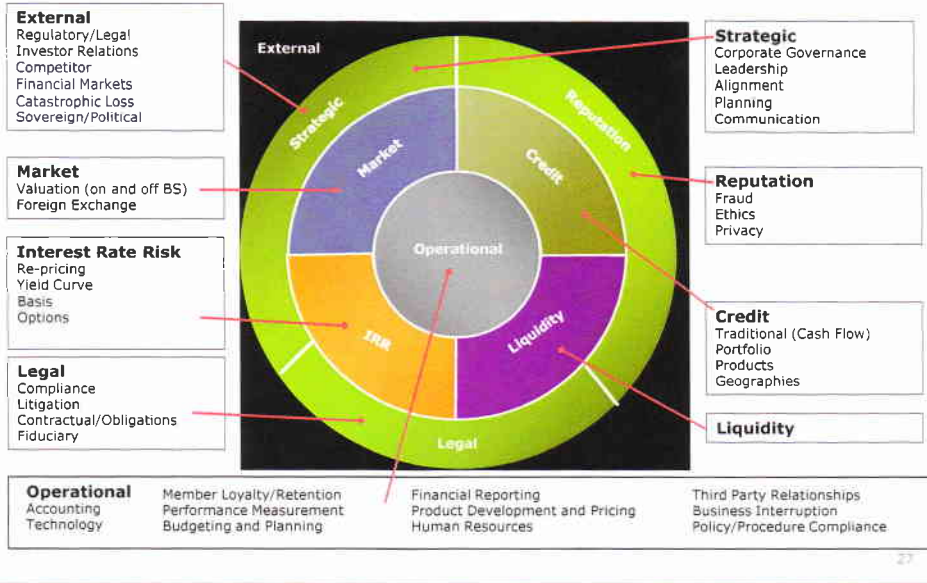 External
Regulatory/Legal
Investor Relations
Competitor
Financial Markets
Catastrophic Loss
Sovereign/Political
Market
Valuation (on and off BS)
Foreign Exchange
Interest Rate Risk
Re-pricing
Yield Curve
Basis
Options
Legal
Compliance
Litigation
Contractual/Obligations
Fiduciary
External
Strategic
Reputation
Market
Credit
Operational
IRR
Liquidity
Legal
Strategic
Corporate Governance
Leadership
Alignment
Planning
Communication
Reputation
Fraud
Ethics
Privacy
Credit
Traditional (Cash Flow)
Portfolio
Products
Geographies
Liquidity
Operational
Accounting
Technology
Member Loyalty/Retention
Performance Measurement
Budgeting and Planning
Financial Reporting
Product Development and Pricing
Human Resources
Third Party Relationships
Business Interruption
Policy/Procedure Compliance
27